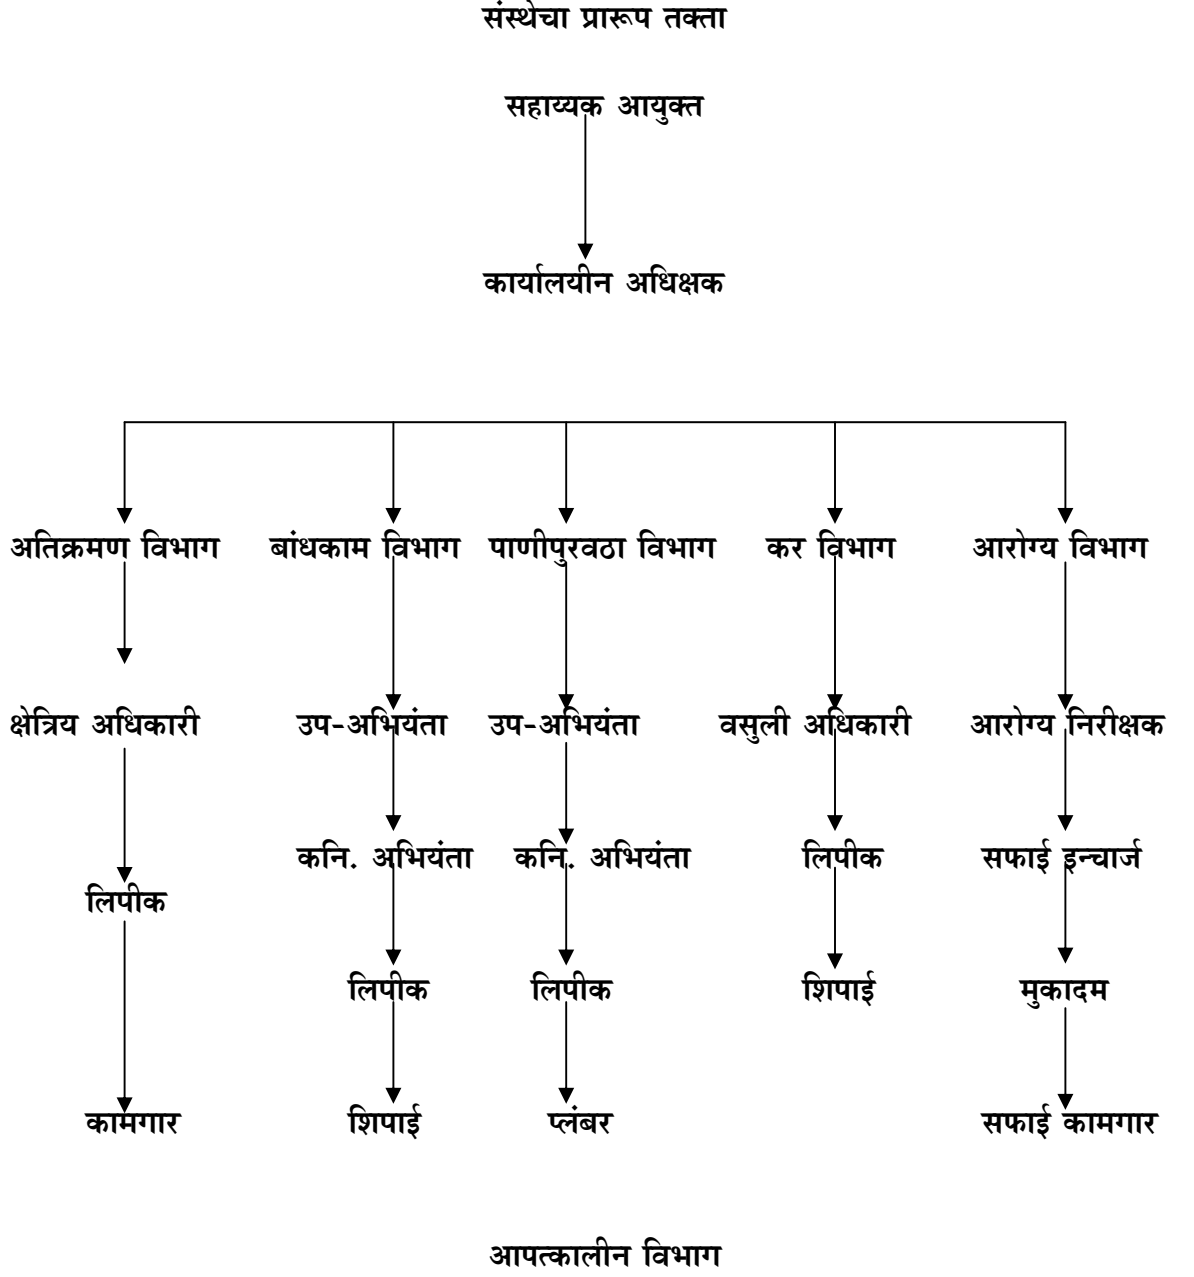 संस्थेचा प्रारूप तक्ता
सहाय्यक आयुक्त
कार्यालयीन अधिक्षक
अतिक्रमण विभाग बांधकाम विभाग पाणीपुरवठा विभाग कर विभाग आरोग्य विभाग
क्षेत्रिय अधिकारी उप-अभियंता उप-अभियंता वसुली अधिकारी आरोग्य निरीक्षक
कनि. अभियंता कनि. अभियंता लिपीक सफाई इन्चार्ज
लिपीक
लिपीक लिपीक शिपाई मुकादम
कामगार शिपाई प्लंबर सफाई कामगार
आपत्कालीन विभाग